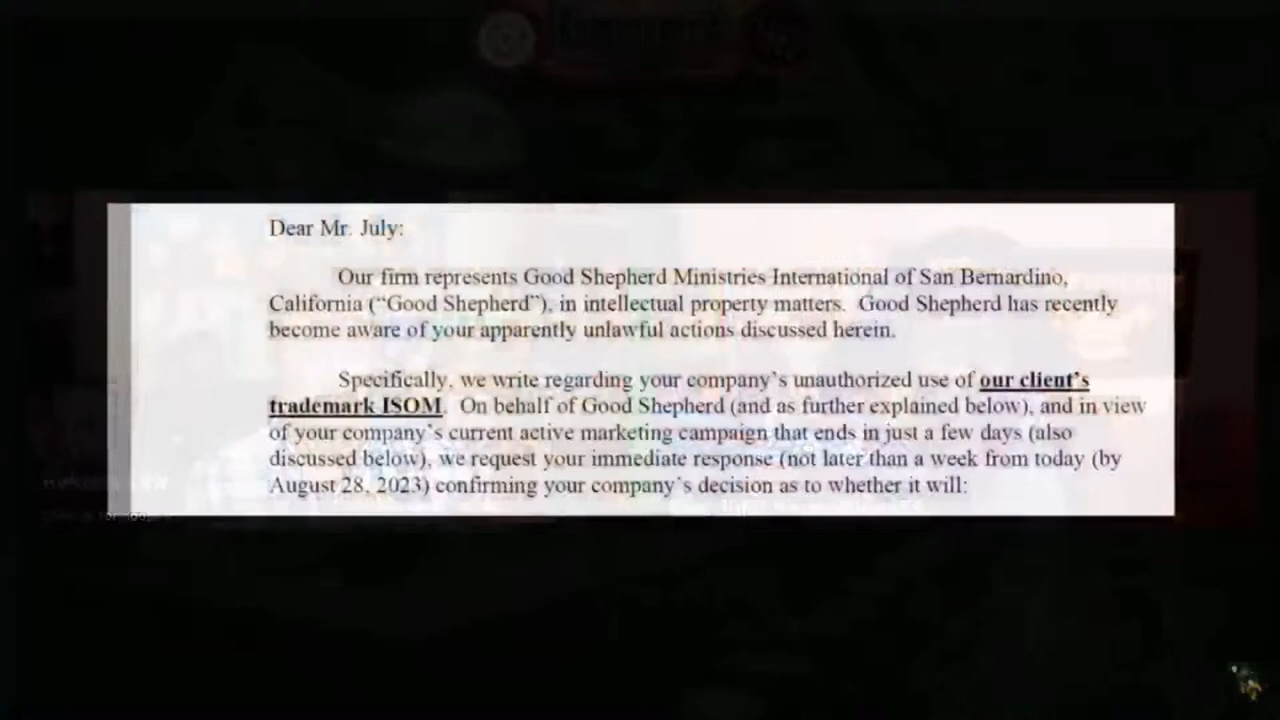 Dear Mr. July:
Our firm represents Good Shepherd Ministries International of San Bernardino,
California (“Good Shepherd”), in intellectual property matters. Good Shepherd has recently
become aware of your apparently unlawful actions discussed herein.
Specifically, we write regarding your company’s unauthorized use of our client’s
trademark ISOM. On behalf of Good Shepherd (and as further explained below), and in view
of your company’s current active marketing campaign that ends in just a few days (also
discussed below), we request your immediate response (not later than a week from today (by
August 28, 2023) confirming your company’s decision as to whether it will: